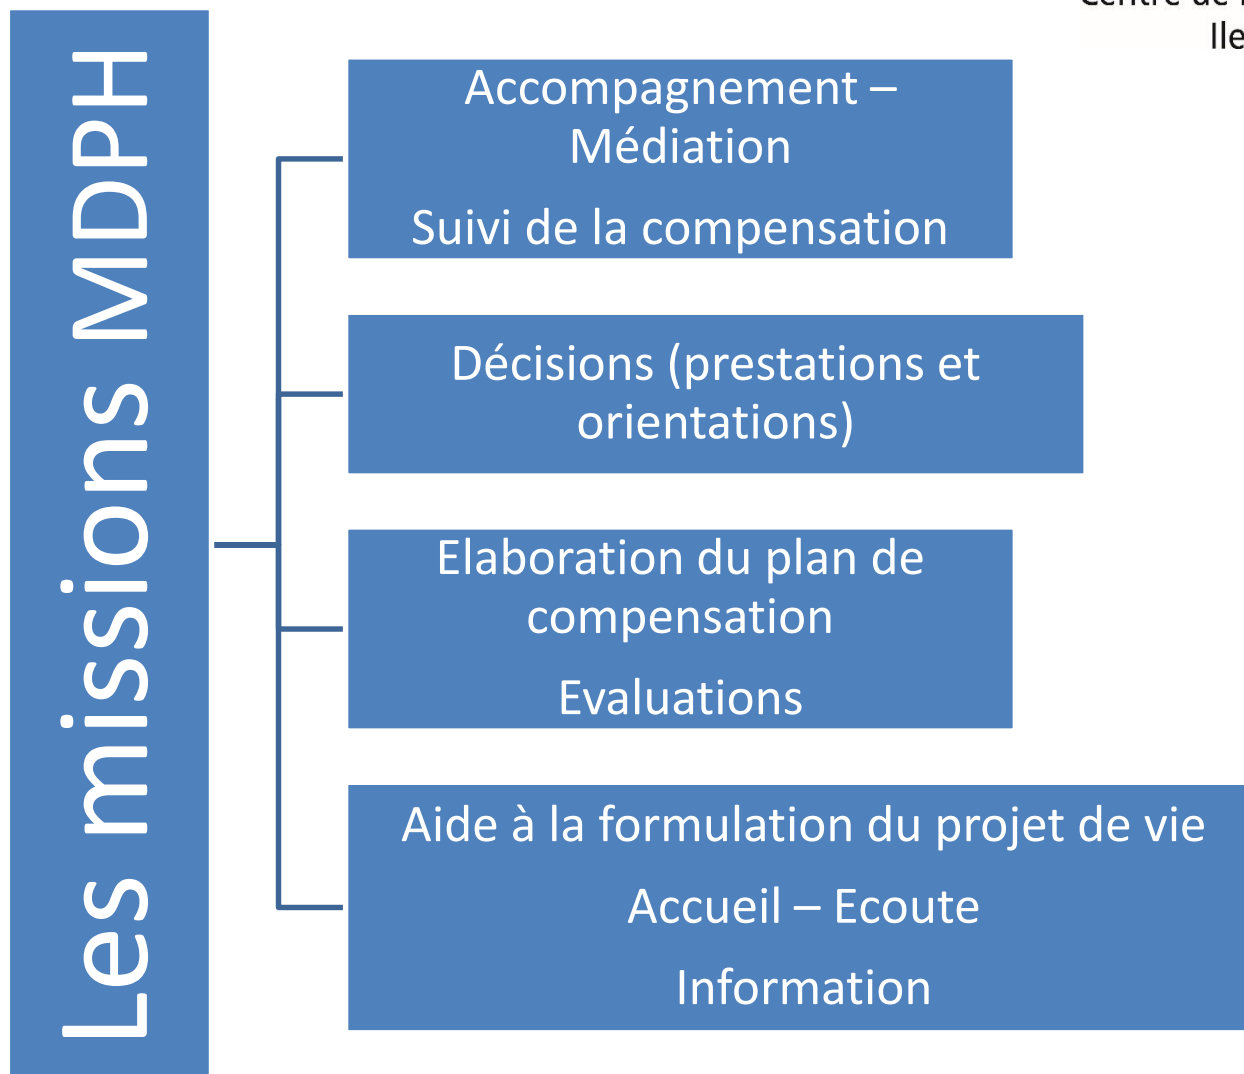 Ile
Les missions MDPH
Accompagnement –
Médiation
Suivi de la compensation
Décisions (prestations et
orientations)
Elaboration du plan de
compensation
Evaluations
Aide à la formulation du projet de vie
Accueil – Ecoute
Information